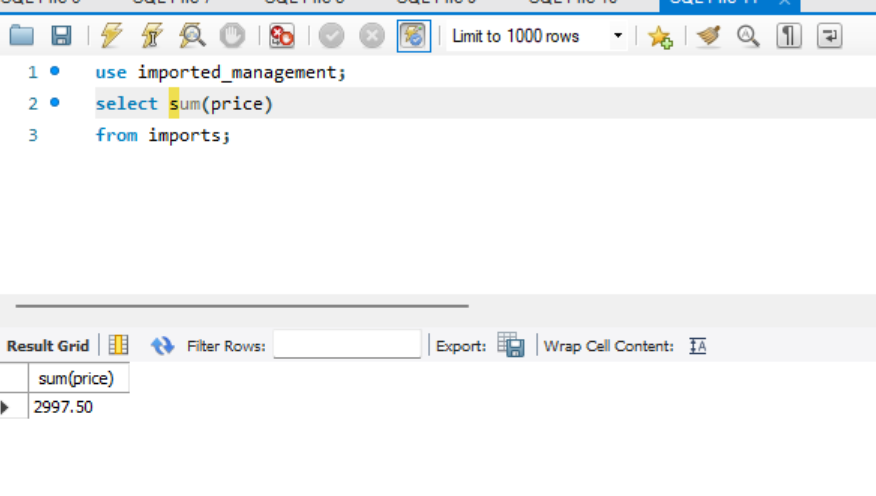 Limit to 1000 rows
1 use imported_management;
2 select sum(price)
3 from imports;
Result Grid Filter Rows: Export: Wrap Cell Content:
sum(price)
2997.50